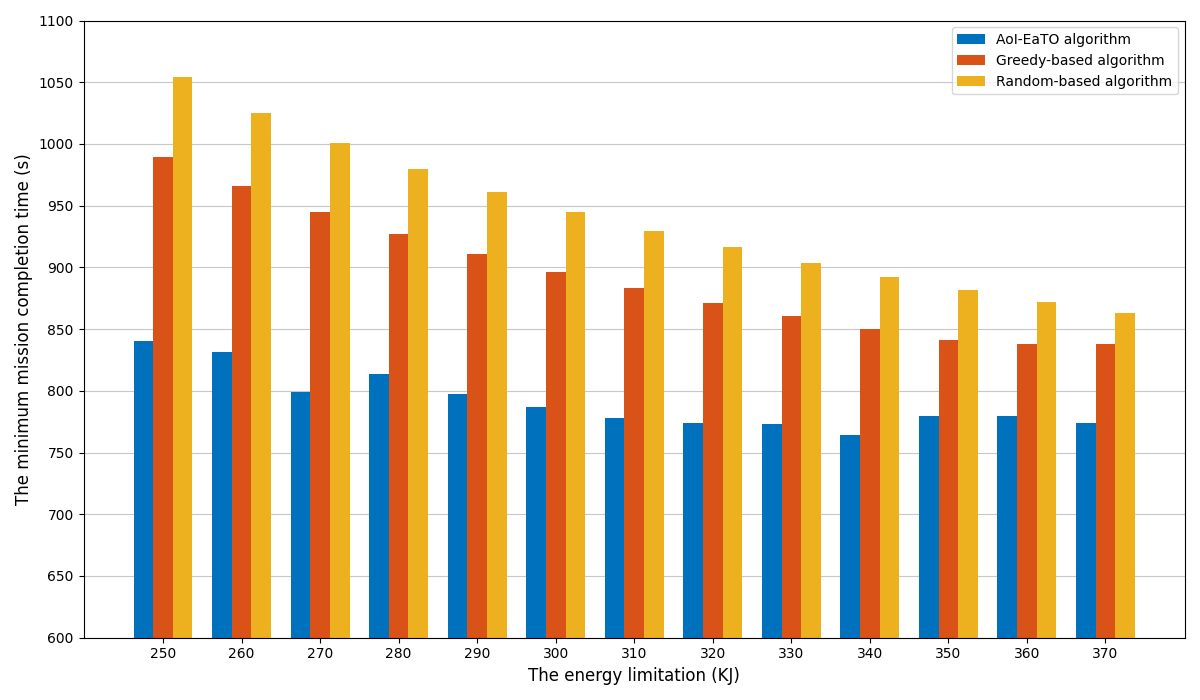 1100
1050
1000
950
900
850
800
750
700
650
600
The minimum mission completion time (s)
AoI-EaTO algorithm
Greedy-based algorithm
Random-based algorithm
250 260 270 280 290 300 310 320 330 340 350 360 370
The energy limitation (KJ)